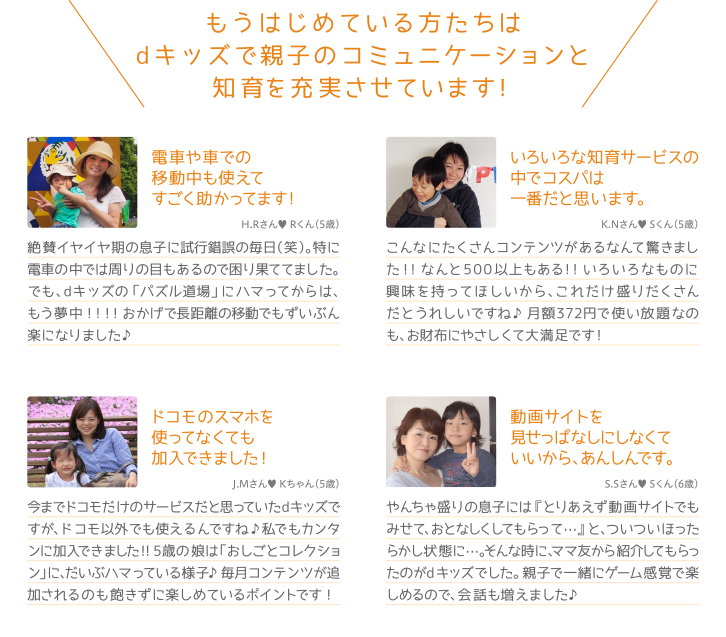 もうはじめている方たちは
dキッズで親子のコミュニケーションと
知育を充実させています!
電車や車での
移動中も使えて
すごく助かってます!
H.Rさん♥ Rくん(5歳)
絶賛イヤイヤ期の息子に試行錯誤の毎日(笑)。特に
電車の中では周りの目もあるので困り果ててました。
でも、dキッズの「パズル道場」にハマってからは、
もう夢中!!!! おかげで長距離の移動でもずいぶん
楽になりました♪
いろいろな知育サービスの
中でコスパは
一番だと思います。
K.Nさん♥ Sくん(5歳)
こんなにたくさんコンテンツがあるなんて驚きまし
た!! なんと500以上もある!! いろいろなものに
興味を持ってほしいから、これだけ盛りだくさん
だとうれしいですね♪ 月額372円で使い放題なの
も、お財布にやさしくて大満足です!
ドコモのスマホを
使ってなくても
加入できました!
J.Mさん♥ Kちゃん(5歳)
今までドコモだけのサービスだと思っていたdキッズで
すが、ドコモ以外でも使えるんですね♪私でもカンタ
ンに加入できました!! 5歳の娘は「おしごとコレクショ
ン」に、だいぶハマっている様子♪ 毎月コンテンツが追
加されるのも飽きずに楽しめているポイントです!
動画サイトを
見せっぱなしにしなくて
いいから、あんしんです。
S.Sさん♥ Sくん(6歳)
やんちゃ盛りの息子には『とりあえず動画サイトでも
みせて、おとなしくしてもらって…』と、ついついほった
らかし状態に…。そんな時に、ママ友から紹介してもらっ
たのがdキッズでした。親子で一緒にゲーム感覚で楽
しめるので、会話も増えました♪